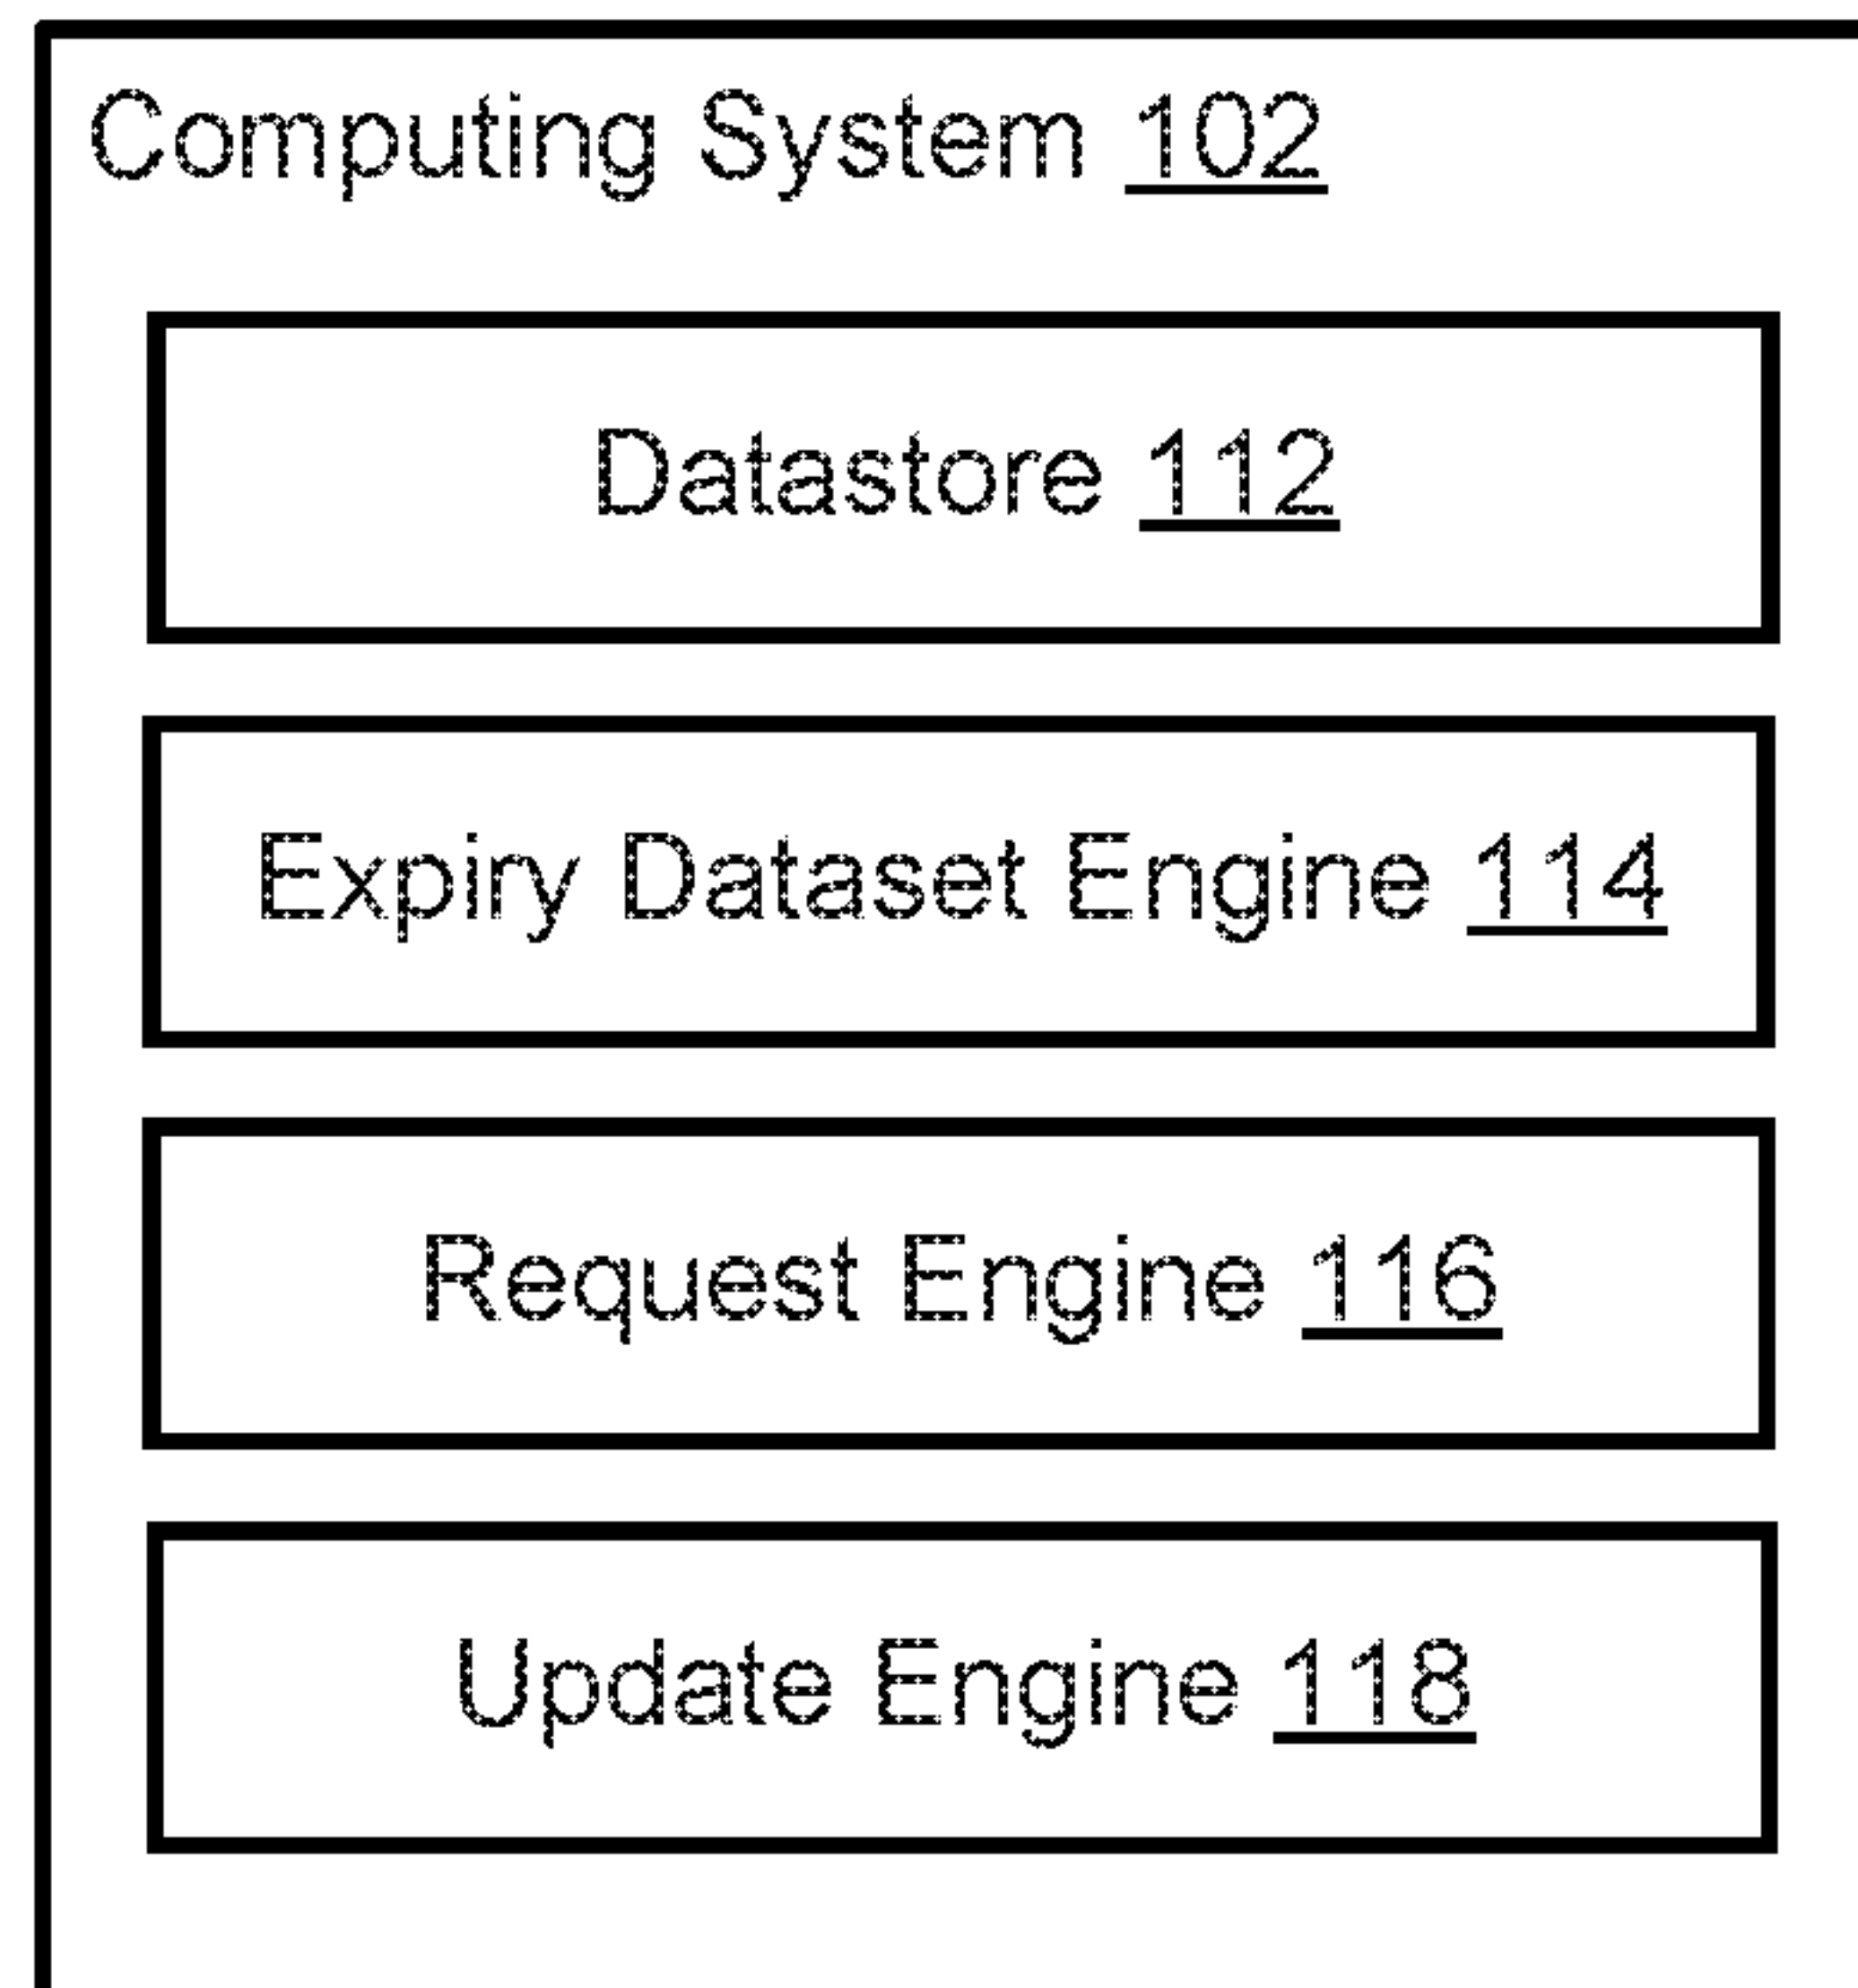 Computing System 102
Datastore 112
Expiry Dataset Engine 114
Request Engine 116
Update Engine 118